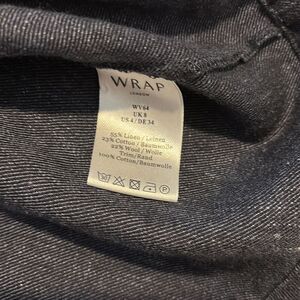 WRAP
LONDON
WV64
UK 8
US 4 / DE 34
55% Linen / Leinen
23% Cotton / Baumwolle
22% Wool / Wolle
Trim/Rand
100% Cotton/Baumwolle